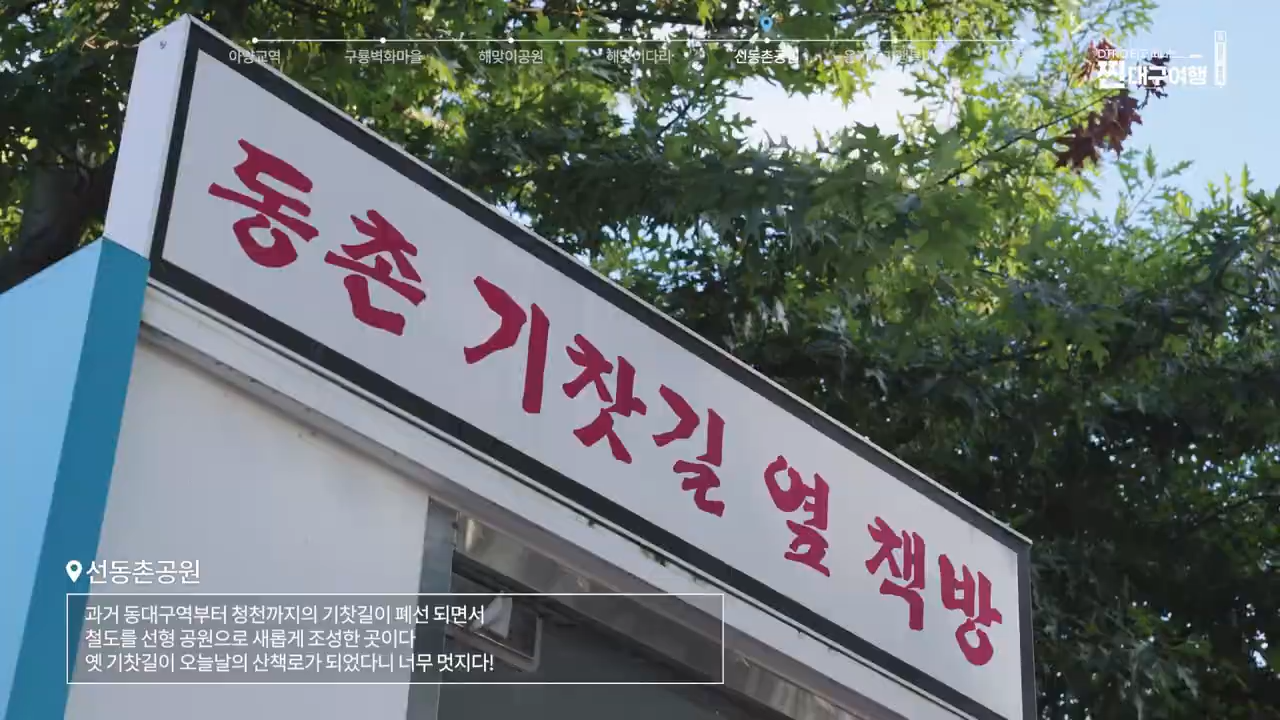 아양교역 구룡벽화마을 해맞이공원 해맞이다리 선동촌공원
찐대구여행
동촌 기찻길 옆 책방
선동촌공원
과거 동대구역부터 청천까지의 기찻길이 폐선 되면서
철도를 선형 공원으로 새롭게 조성한 곳이다
옛 기찻길이 오늘날의 산책로가 되었다니 너무 멋지다!